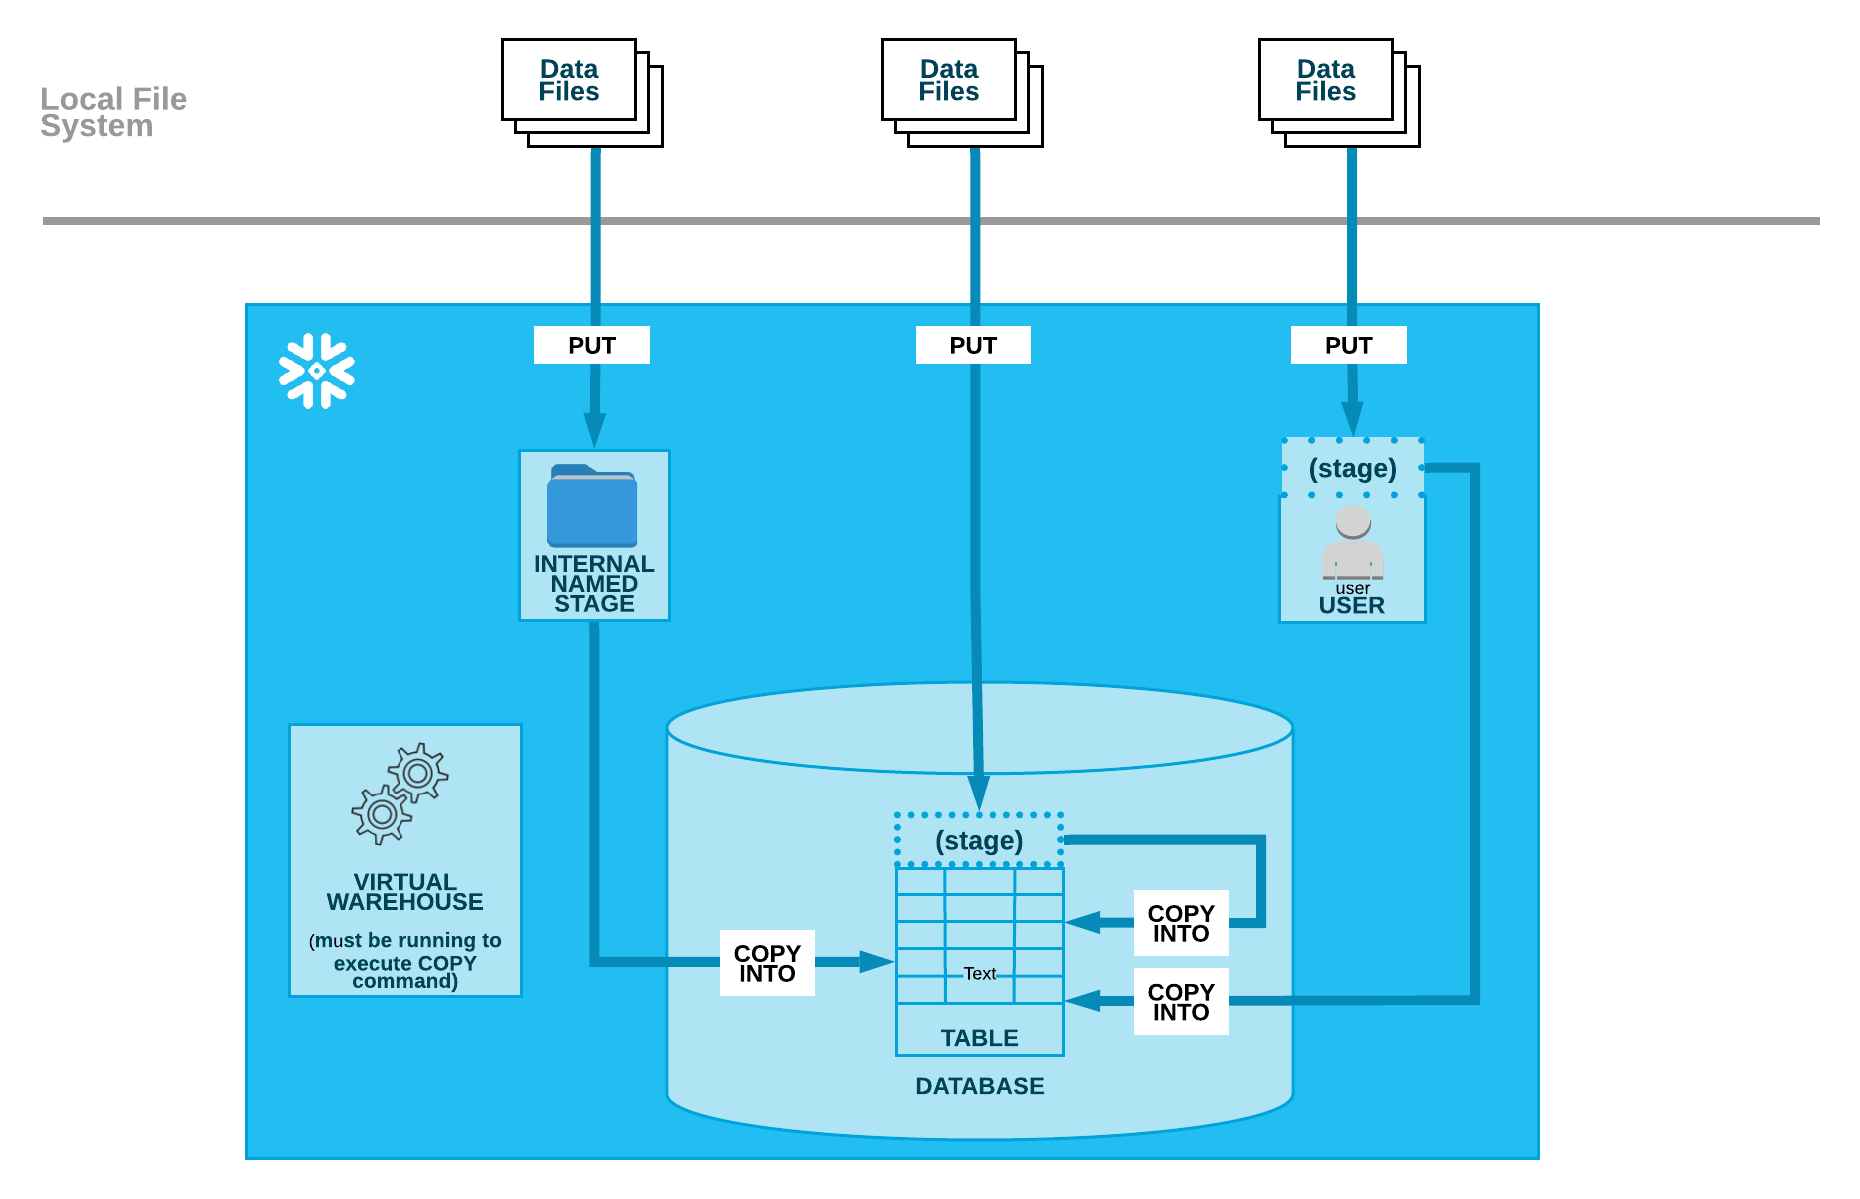 Local File
System
Data
Files
Data
Files
Data
Files
PUT
PUT
PUT
INTERNAL
NAMED
STAGE
(stage)
user
USER
VIRTUAL
WAREHOUSE
(must be running to
execute COPY
command)
(stage)
COPY
INTO
COPY
INTO
Text
COPY
INTO
TABLE
DATABASE